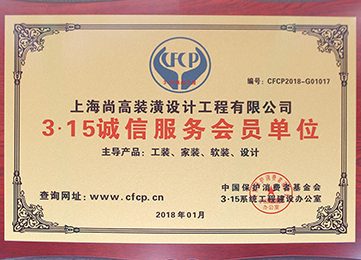 CFCP
编号：CFCP2018-G01017
上海尚高装潢设计工程有限公司
3·15诚信服务会员单位
主导产品：工装、家装、软装、设计
查询网址：www.cfcp.cn
中国保护消费者基金会
3·15系统工程建设办公室
2018年01月